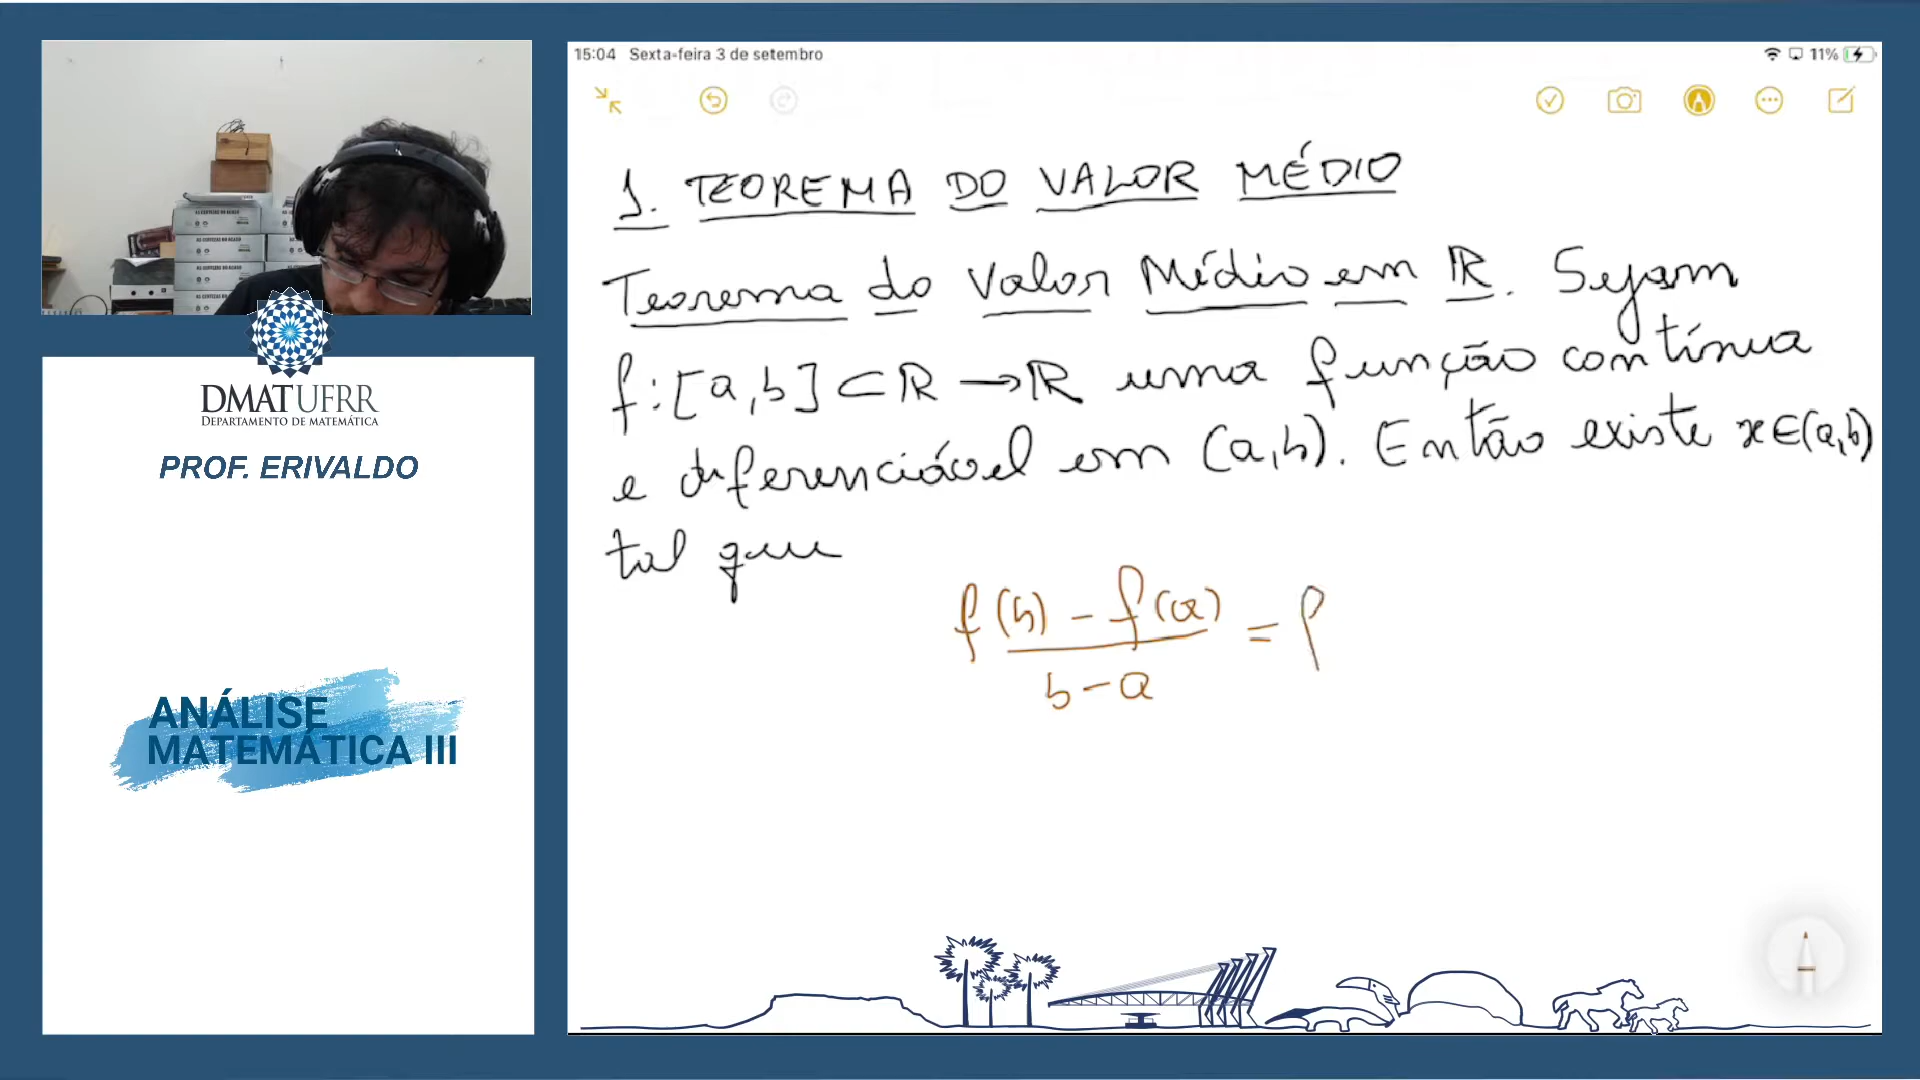 15:04 Sexta-feira 3 de setembro
11%
1. TEOREMA DO VALOR MÉDIO
Teorema do Valor Médio em ℝ. Sejam
f:[a,b]⊂ℝ→ℝ uma função contínua
e diferenciável em (a,b). Então existe x∈(a,b)
tal que
f(b) - f(a)
= f
b-a
DMATUFRR
DEPARTAMENTO DE MATEMÁTICA
PROF. ERIVALDO
ANÁLISE
MATEMÁTICA III